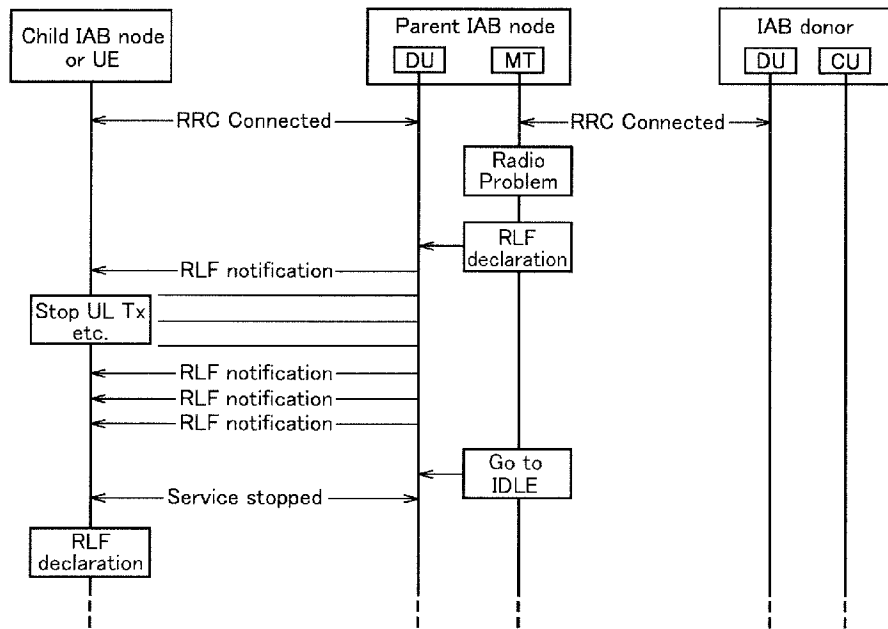 Child IAB node
or UE
Parent IAB node
DU
MT
IAB donor
DU
CU
RRC Connected
RRC Connected
Radio
Problem
RLF
declaration
RLF notification
Stop UL Tx
etc.
RLF notification
RLF notification
RLF notification
Go to
IDLE
Service stopped
RLF
declaration